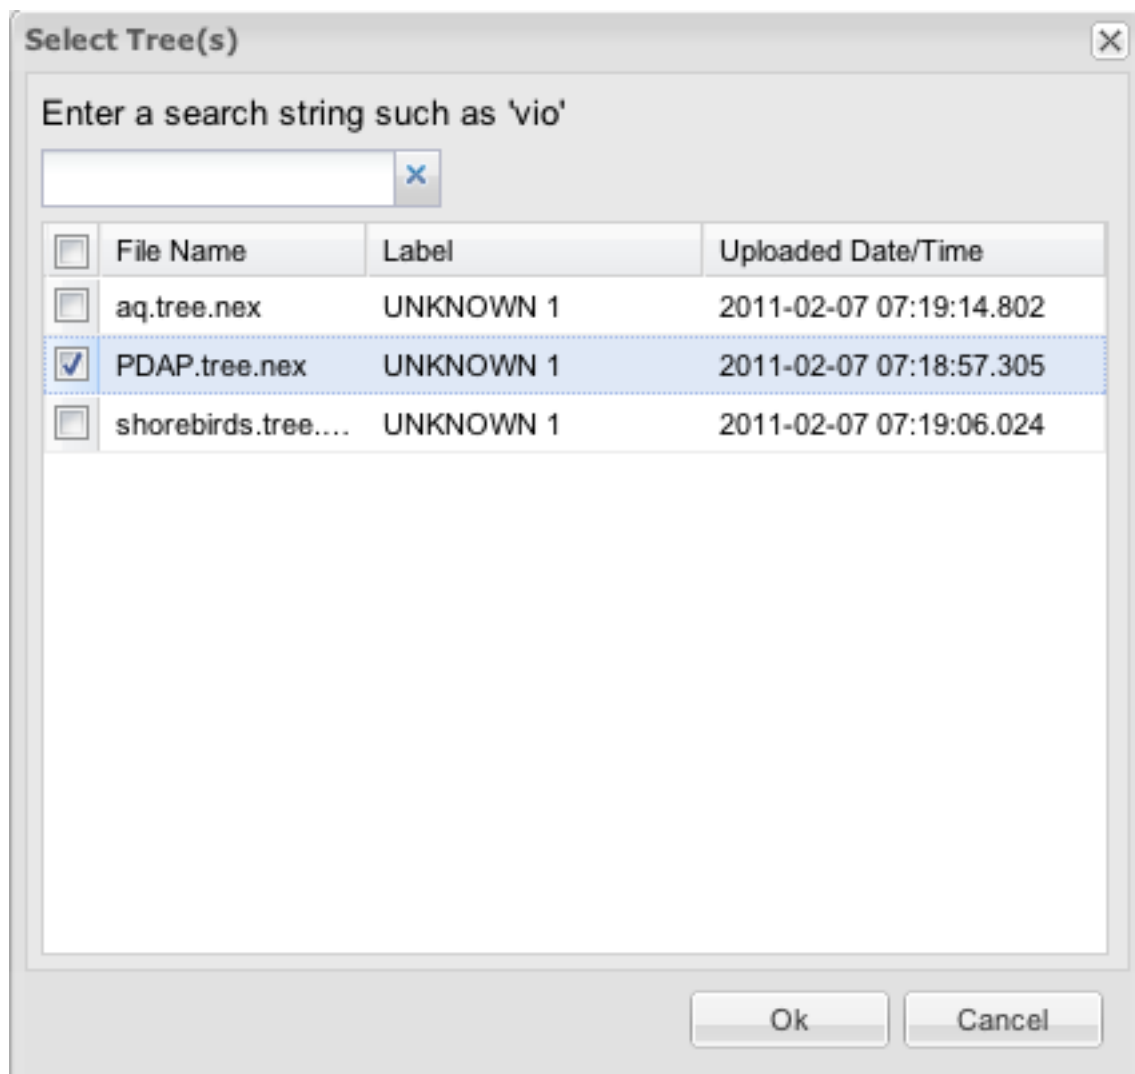 Select Tree(s)
Enter a search string such as 'vio'
File Name Label Uploaded Date/Time
aq.tree.nex UNKNOWN 1 2011-02-07 07:19:14.802
PDAP.tree.nex UNKNOWN 1 2011-02-07 07:18:57.305
shorebirds.tree.... UNKNOWN 1 2011-02-07 07:19:06.024
Ok Cancel